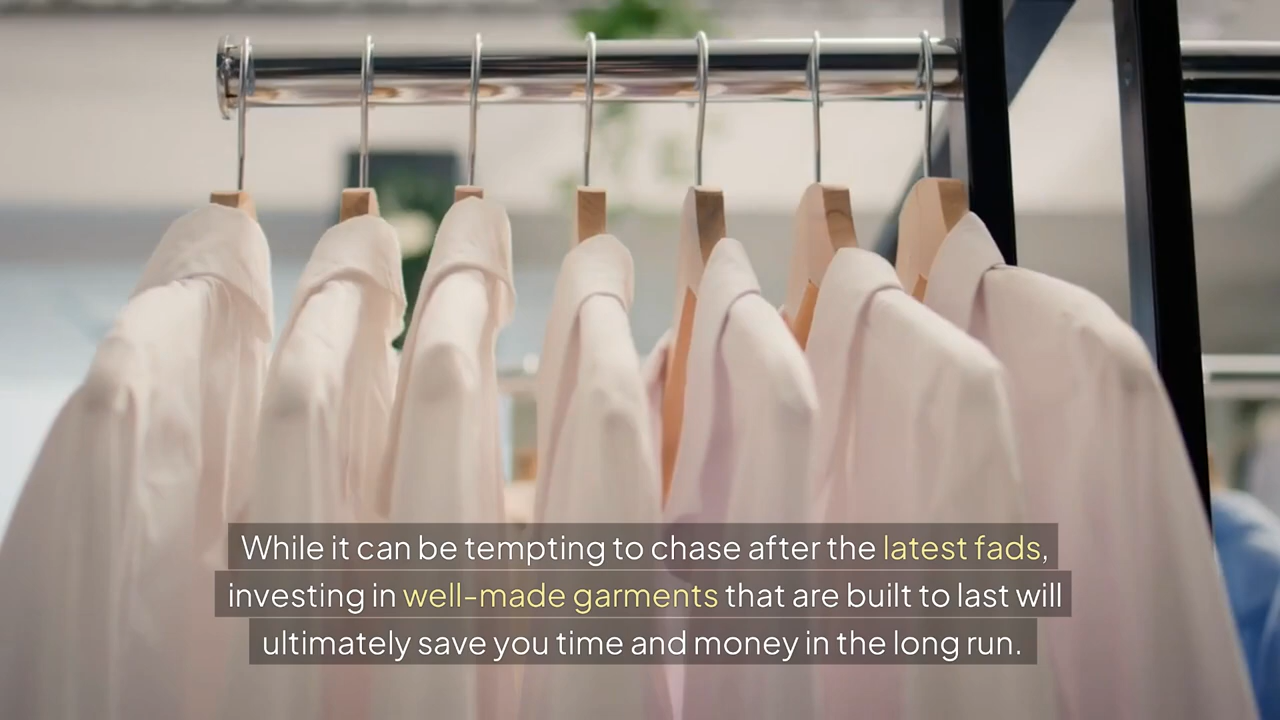 While it can be tempting to chase after the latest fads,
investing in well-made garments that are built to last will
ultimately save you time and money in the long run.